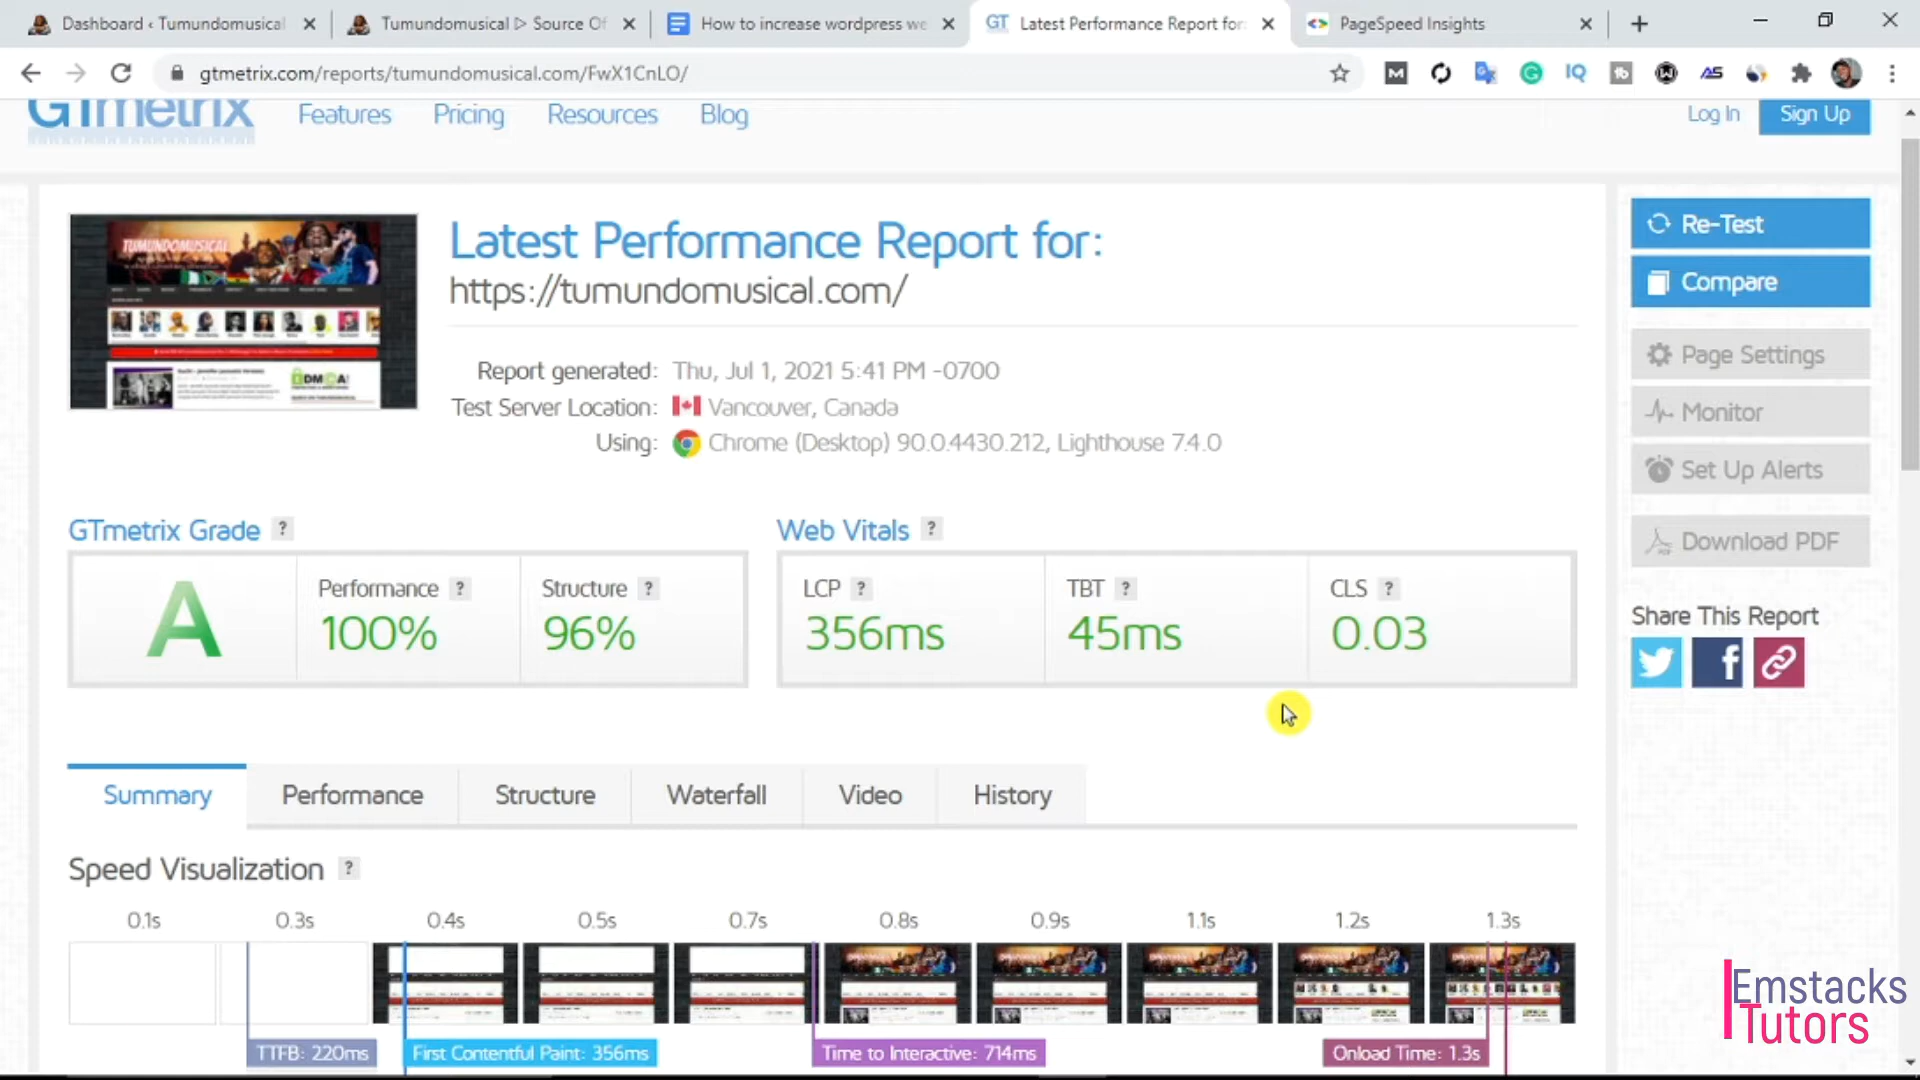 Dashboard ‹ Tumundomusical
Tumundomusical ▷ Source Of
How to increase wordpress we
GT Latest Performance Report for:
PageSpeed Insights
gtmetrix.com/reports/tumundomusical.com/FwX1CnLO/
GTmetrix
Features
Pricing
Resources
Blog
Log In
Sign Up
TUMUNDOMUSICAL
Latest Performance Report for:
https://tumundomusical.com/
Report generated: Thu, Jul 1, 2021 5:41 PM -0700
Test Server Location: Vancouver, Canada
Using: Chrome (Desktop) 90.0.4430.212, Lighthouse 7.4.0
Re-Test
Compare
Page Settings
Monitor
Set Up Alerts
Download PDF
Share This Report
GTmetrix Grade ?
A
Performance ?
100%
Structure ?
96%
Web Vitals ?
LCP ?
356ms
TBT ?
45ms
CLS ?
0.03
Summary
Performance
Structure
Waterfall
Video
History
Speed Visualization ?
0.1s 0.3s 0.4s 0.5s 0.7s 0.8s 0.9s 1.1s 1.2s 1.3s
TTFB: 220ms
First Contentful Paint: 356ms
Time to Interactive: 714ms
Onload Time: 1.3s
Emstacks
Tutors